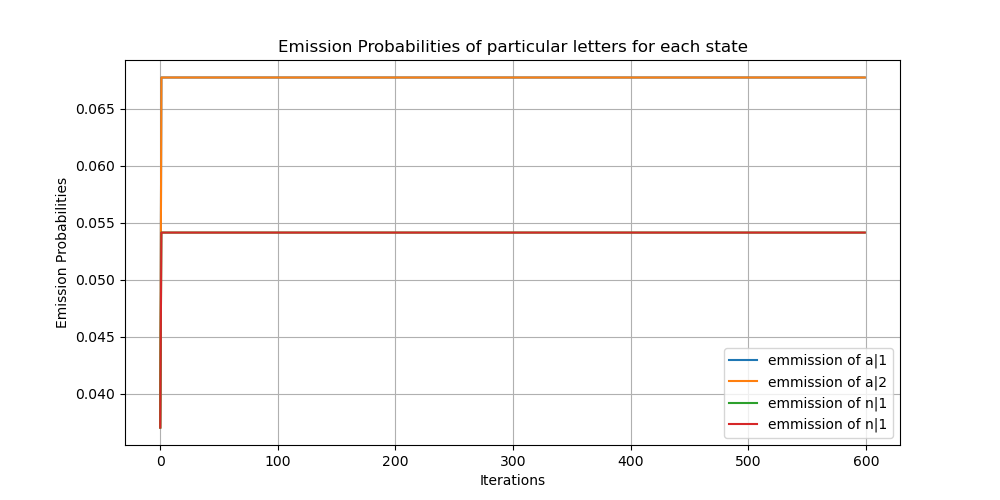 Emission Probabilities of particular letters for each state
Emission Probabilities
0.065
0.060
0.055
0.050
0.045
0.040
0
100
200
300
400
500
600
Iterations
emmission of a|1
emmission of a|2
emmission of n|1
emmission of n|1